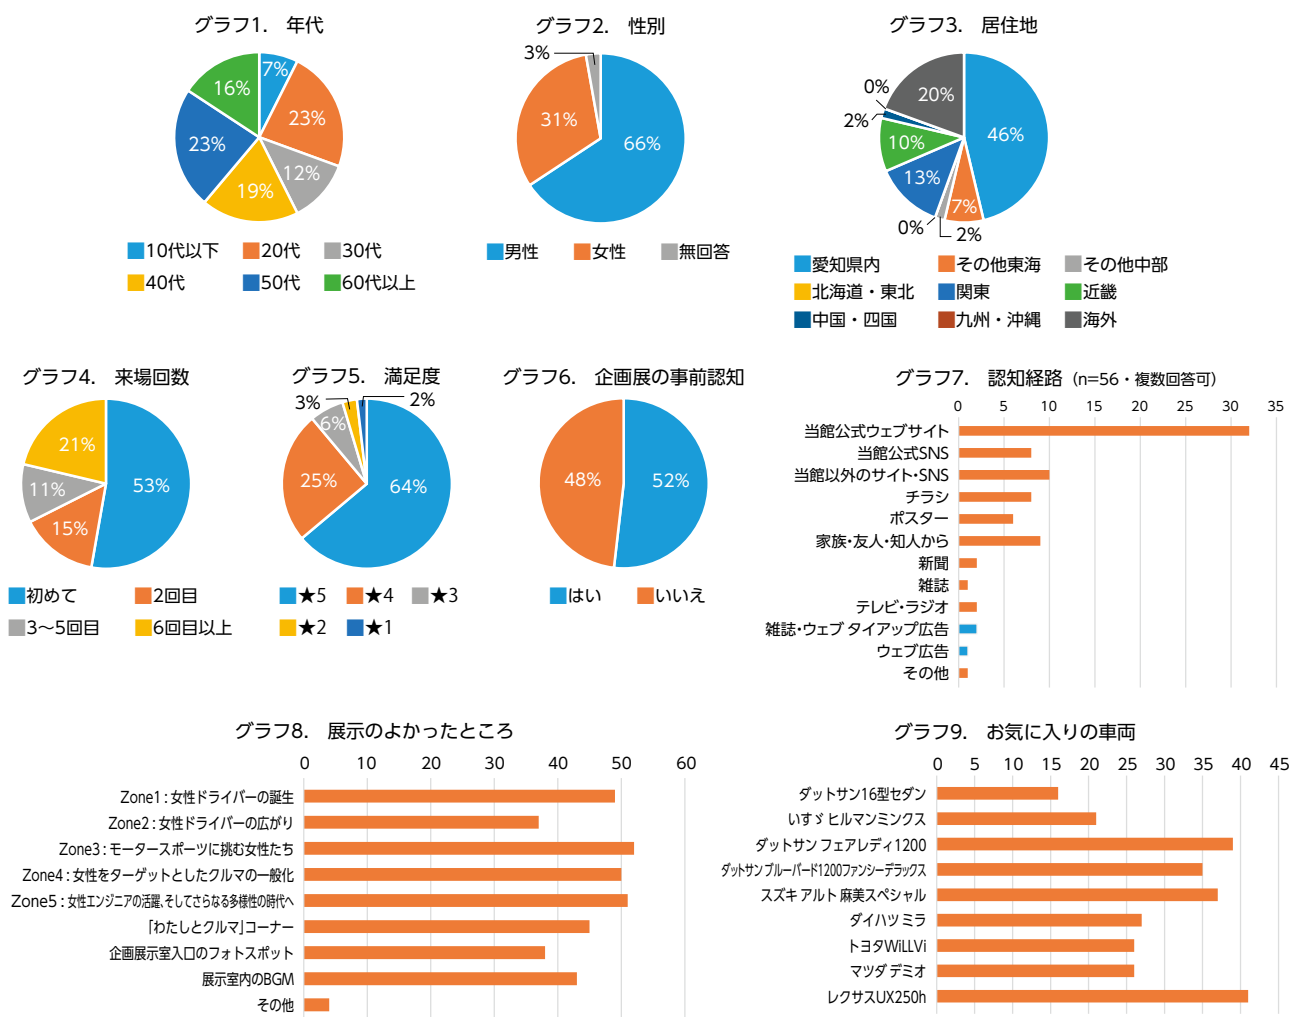 グラフ1. 年代
7%
23%
12%
19%
23%
16%
10代以下 20代 30代
40代 50代 60代以上
グラフ2. 性別
3%
31%
66%
男性 女性 無回答
グラフ3. 居住地
0%
2%
20%
46%
10%
13%
7%
0%
2%
愛知県内 その他東海 その他中部
北海道・東北 関東 近畿
中国・四国 九州・沖縄 海外
グラフ4. 来場回数
21%
53%
11%
15%
初めて 2回目
3〜5回目 6回目以上
グラフ5. 満足度
3% 2%
6%
25%
64%
★5 ★4 ★3
★2 ★1
グラフ6. 企画展の事前認知
48% 52%
はい いいえ
グラフ7. 認知経路(n=56・複数回答可)
0 5 10 15 20 25 30 35
当館公式ウェブサイト
当館公式SNS
当館以外のサイト・SNS
チラシ
ポスター
家族・友人・知人から
新聞
雑誌
テレビ・ラジオ
雑誌・ウェブ タイアップ広告
ウェブ広告
その他
グラフ8. 展示のよかったところ
0 10 20 30 40 50 60
Zone1:女性ドライバーの誕生
Zone2:女性ドライバーの広がり
Zone3:モータースポーツに挑む女性たち
Zone4:女性をターゲットとしたクルマの一般化
Zone5:女性エンジニアの活躍、そしてさらなる多様性の時代へ
「わたしとクルマ」コーナー
企画展示室入口のフォトスポット
展示室内のBGM
その他
グラフ9. お気に入りの車両
0 5 10 15 20 25 30 35 40 45
ダットサン16型セダン
いすゞ ヒルマンミンクス
ダットサン フェアレディ1200
ダットサン ブルーバード1200ファンシーデラックス
スズキ アルト 麻美スペシャル
ダイハツ ミラ
トヨタWiLLVi
マツダ デミオ
レクサスUX250h